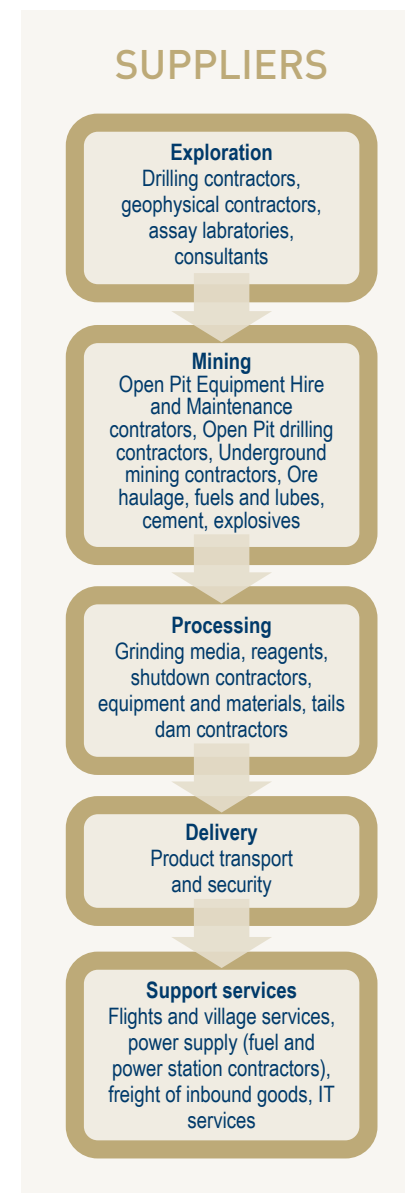 SUPPLIERS
Exploration
Drilling contractors,
geophysical contractors,
assay labratories,
consultants
Mining
Open Pit Equipment Hire
and Maintenance
contrators, Open Pit drilling
contractors, Underground
mining contractors, Ore
haulage, fuels and lubes,
cement, explosives
Processing
Grinding media, reagents,
shutdown contractors,
equipment and materials, tails
dam contractors
Delivery
Product transport
and security
Support services
Flights and village services,
power supply (fuel and
power station contractors),
freight of inbound goods, IT
services